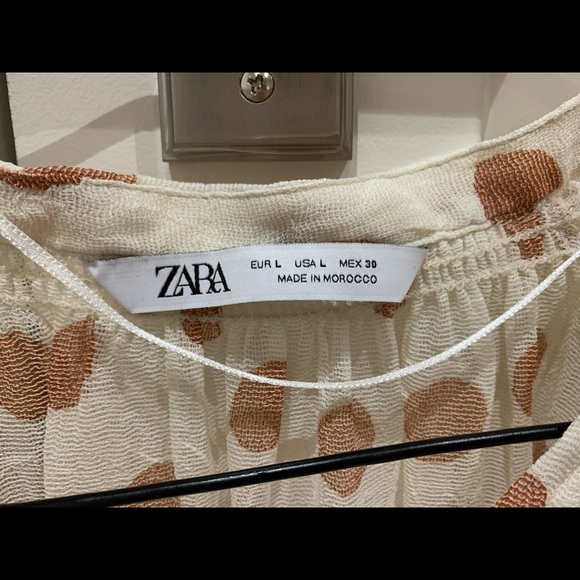 ZARA
EUR L USA L MEX 30
MADE IN MOROCCO